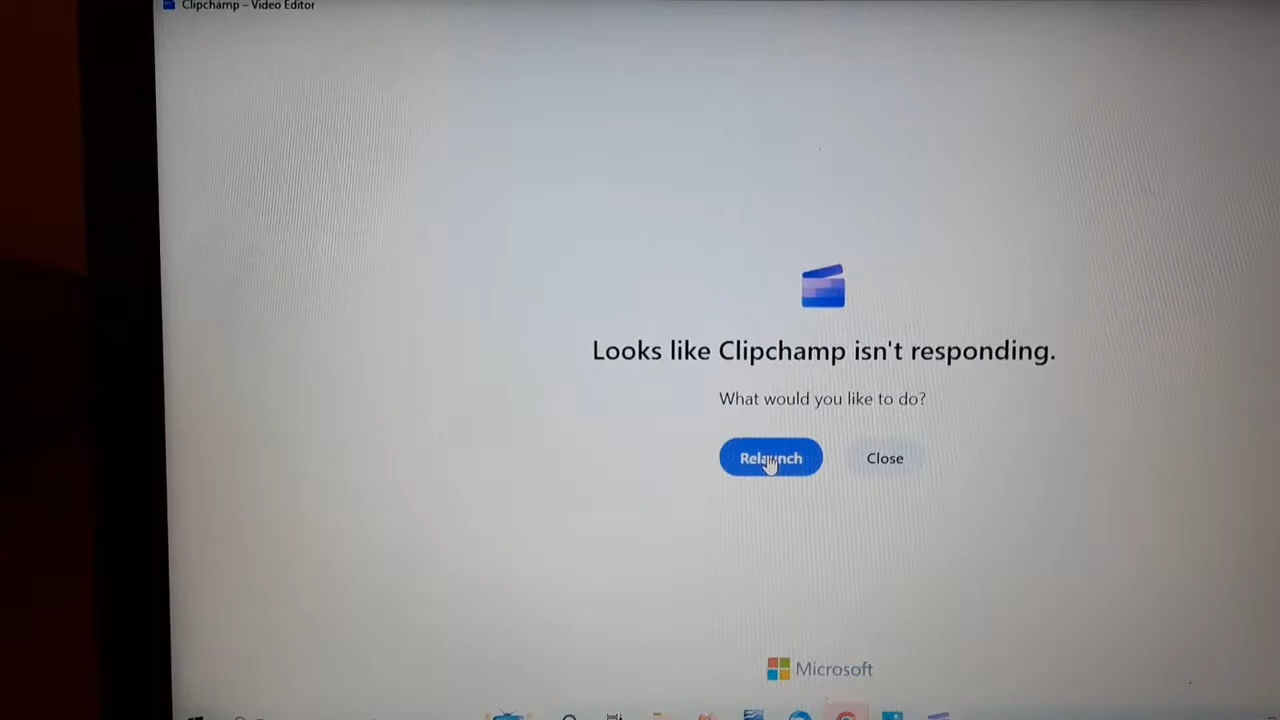 Clipchamp – Video Editor
Looks like Clipchamp isn't responding.
What would you like to do?
Relaunch Close
Microsoft